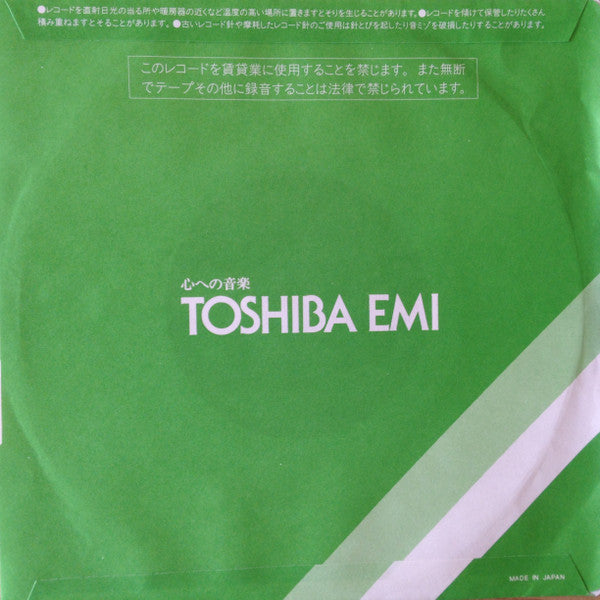 ●レコードを直射日光の当る所や暖房器の近くなど温度の高い場所に置きますとそりを生じることがあります。●レコードを傾けて保管したりたくさん
積み重ねますとそることがあります。●古いレコード針や摩耗したレコード針のご使用は針とびを起したり音ミゾを破損したりすることがあります。
このレコードを賃貸業に使用することを禁じます。また無断
でテープその他に録音することは法律で禁じられています。
心への音楽
TOSHIBA EMI
MADE IN JAPAN